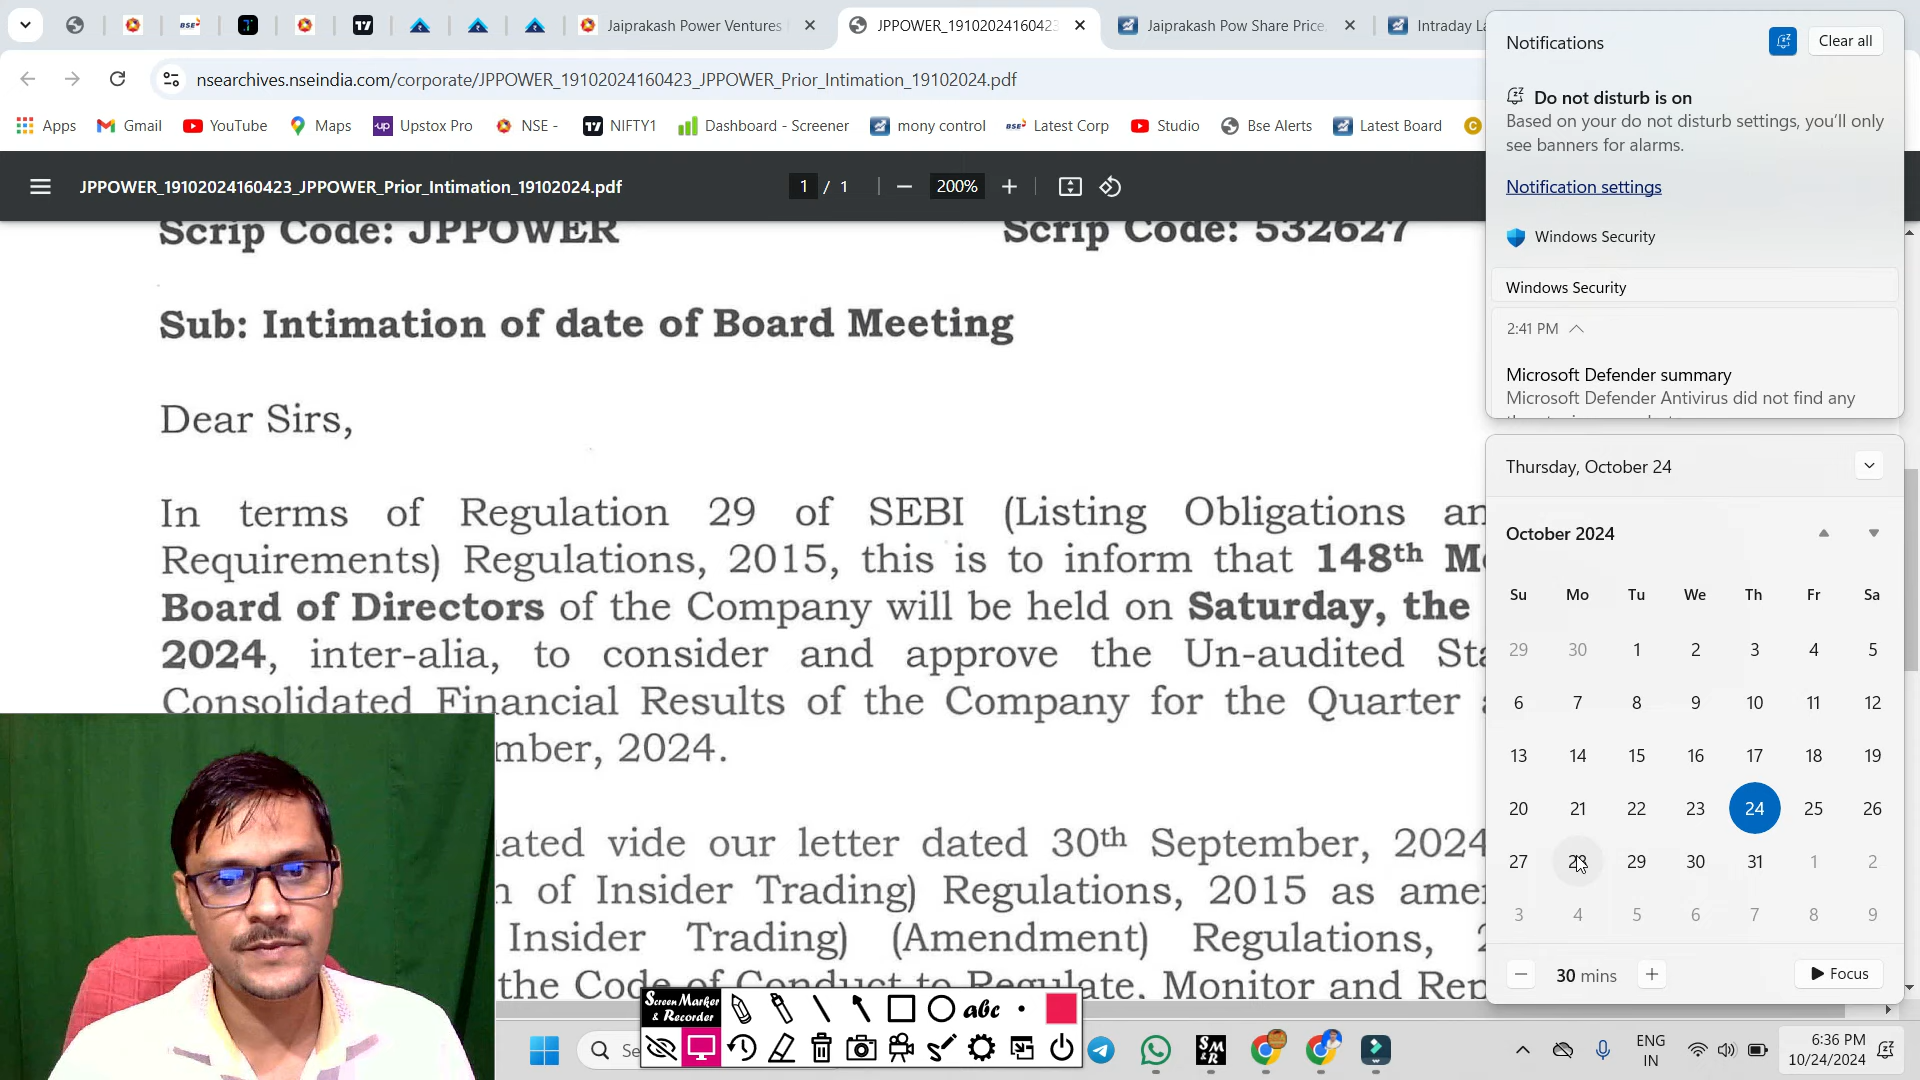 Jaiprakash Power Ventures
JPPOWER_19102024160423
Jaiprakash Pow Share Price
Intraday La
nsearchives.nseindia.com/corporate/JPPOWER_19102024160423_JPPOWER_Prior_Intimation_19102024.pdf
Apps
Gmail
YouTube
Maps
up
Upstox Pro
NSE -
NIFTY1
Dashboard - Screener
mony control
BSE
Latest Corp
Studio
Bse Alerts
Latest Board
JPPOWER_19102024160423_JPPOWER_Prior_Intimation_19102024.pdf
1 / 1
200%
Scrip Code: JPPOWER
Scrip Code: 532627
Sub: Intimation of date of Board Meeting
Dear Sirs,
In terms of Regulation 29 of SEBI (Listing Obligations an
Requirements) Regulations, 2015, this is to inform that 148th M
Board of Directors of the Company will be held on Saturday, the
2024, inter-alia, to consider and approve the Un-audited Sta
Consolidated Financial Results of the Company for the Quarter
mber, 2024.
ated vide our letter dated 30th September, 2024
n of Insider Trading) Regulations, 2015 as ame
Insider Trading) (Amendment) Regulations, 2
the Code of Conduct to Regulate, Monitor and Rep
Notifications
Clear all
Do not disturb is on
Based on your do not disturb settings, you'll only
see banners for alarms.
Notification settings
Windows Security
Windows Security
2:41 PM
Microsoft Defender summary
Microsoft Defender Antivirus did not find any
Thursday, October 24
October 2024
Su Mo Tu We Th Fr Sa
29 30 1 2 3 4 5
6 7 8 9 10 11 12
13 14 15 16 17 18 19
20 21 22 23 24 25 26
27 28 29 30 31 1 2
3 4 5 6 7 8 9
30 mins
Focus
Screen Marker
& Recorder
abc
Se
SM
&R
ENG
IN
6:36 PM
10/24/2024